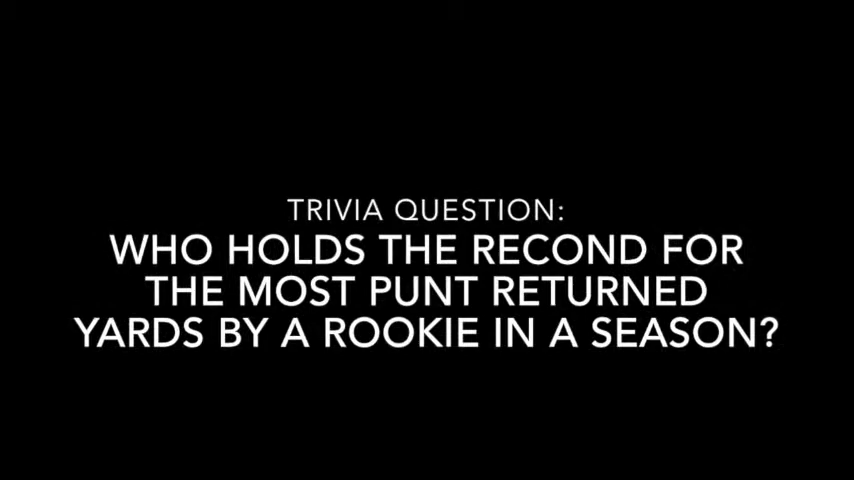 TRIVIA QUESTION:
WHO HOLDS THE RECOND FOR
THE MOST PUNT RETURNED
YARDS BY A ROOKIE IN A SEASON?